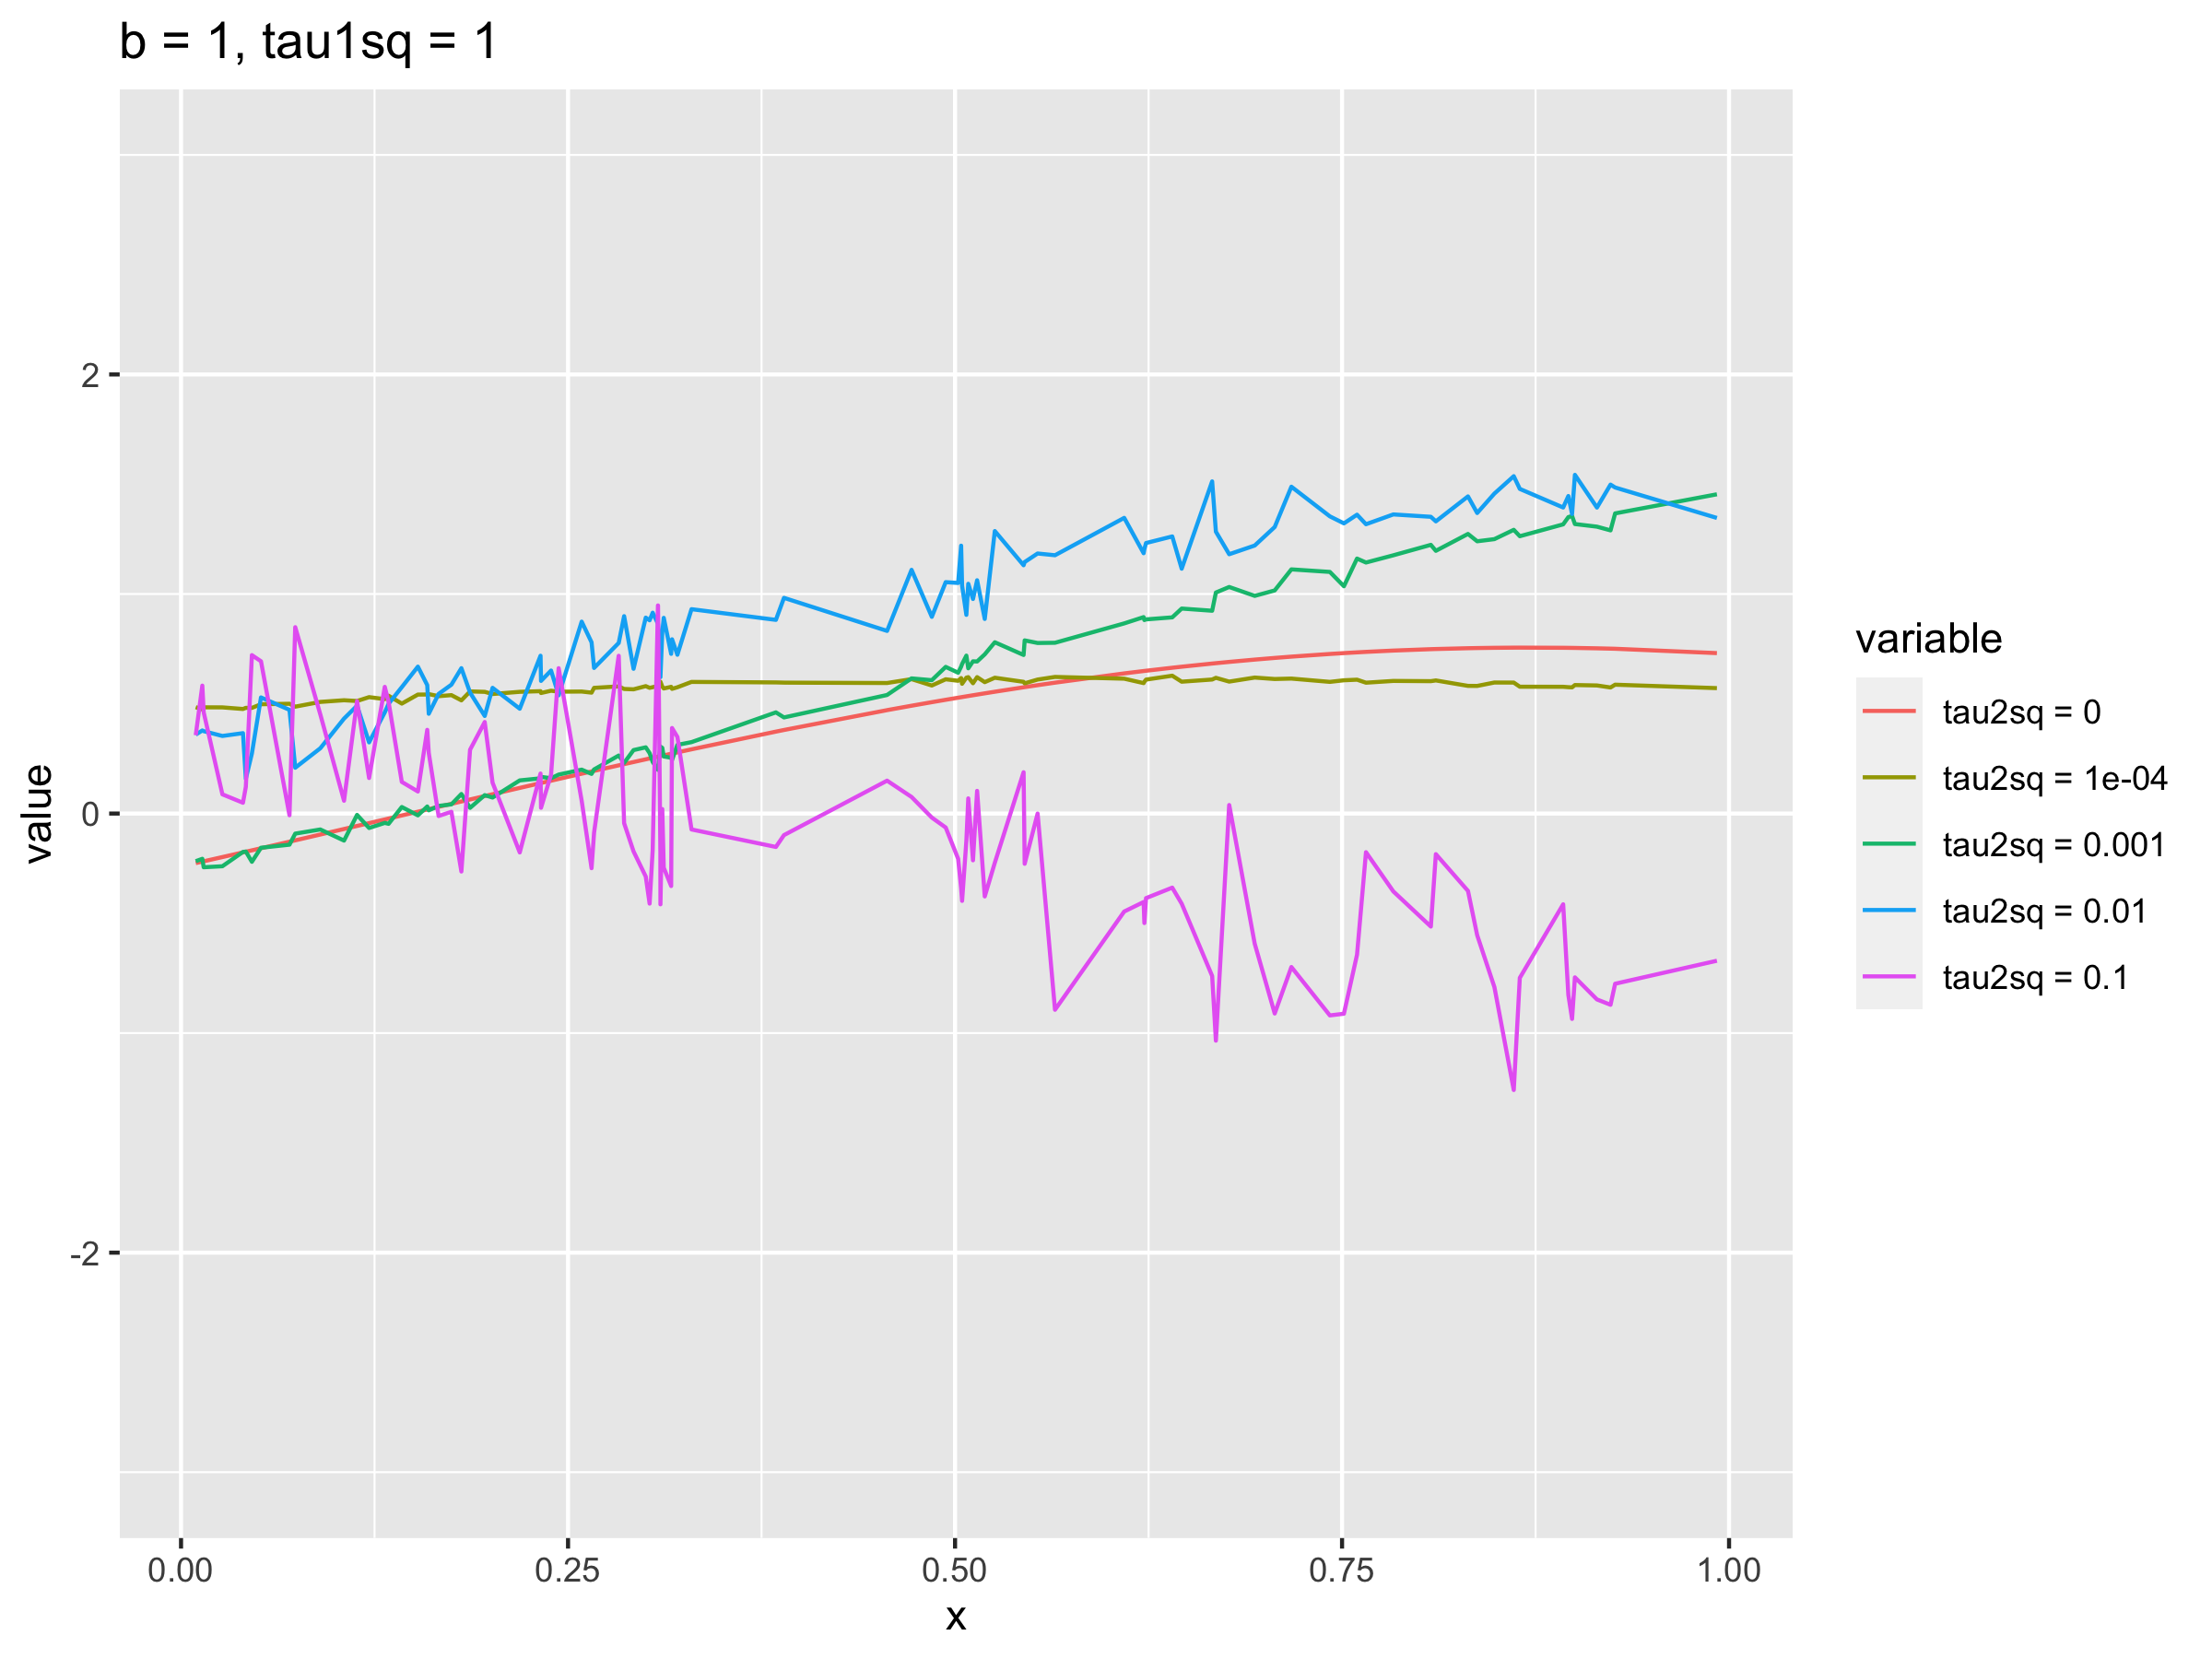 b = 1, tau1sq = 1
value
2
0
-2
0.00
0.25
0.50
0.75
1.00
x
variable
tau2sq = 0
tau2sq = 1e-04
tau2sq = 0.001
tau2sq = 0.01
tau2sq = 0.1